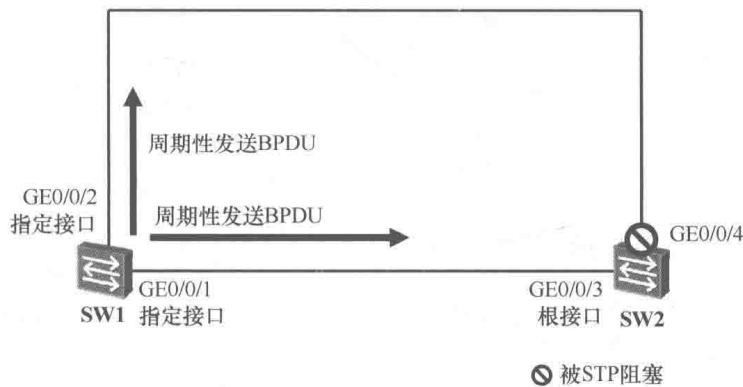 周期性发送BPDU
GE0/0/2
指定接口
周期性发送BPDU
GE0/0/4
GE0/0/1
指定接口
SW1
GE0/0/3
根接口
SW2
被STP阻塞